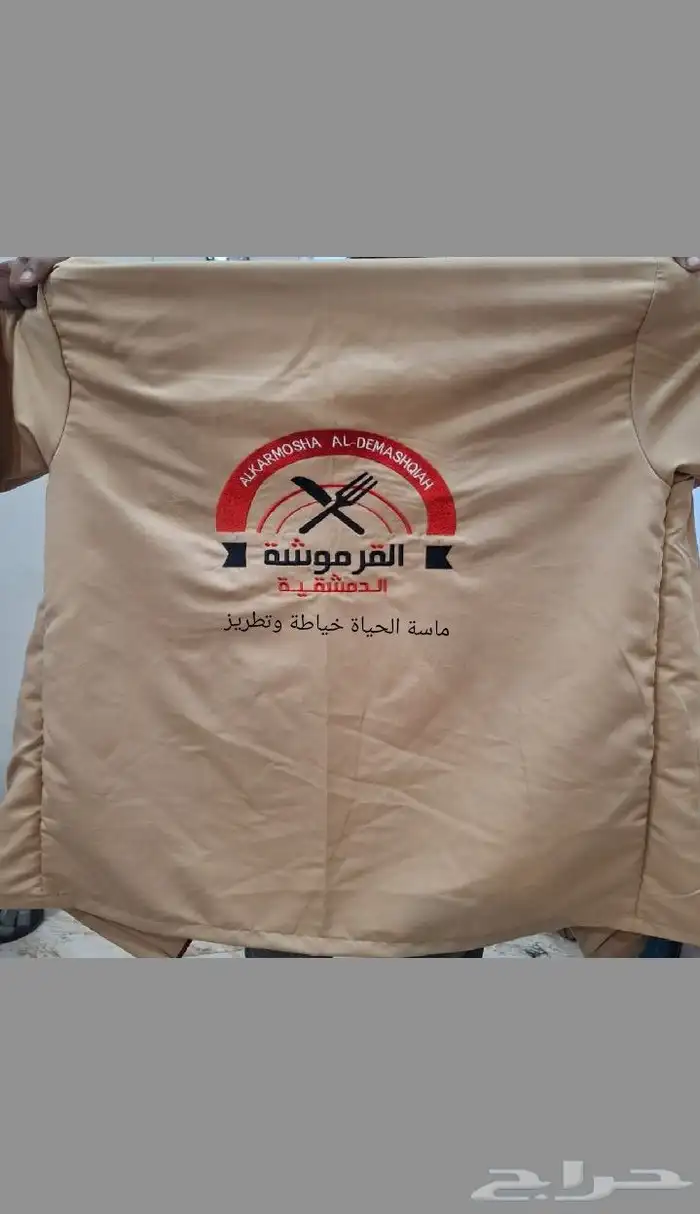 ALKARMOSHA AL-DEMASHQIAH
القرموشة
الدمشقية
ماسة الحياة خياطة وتطريز
حراج